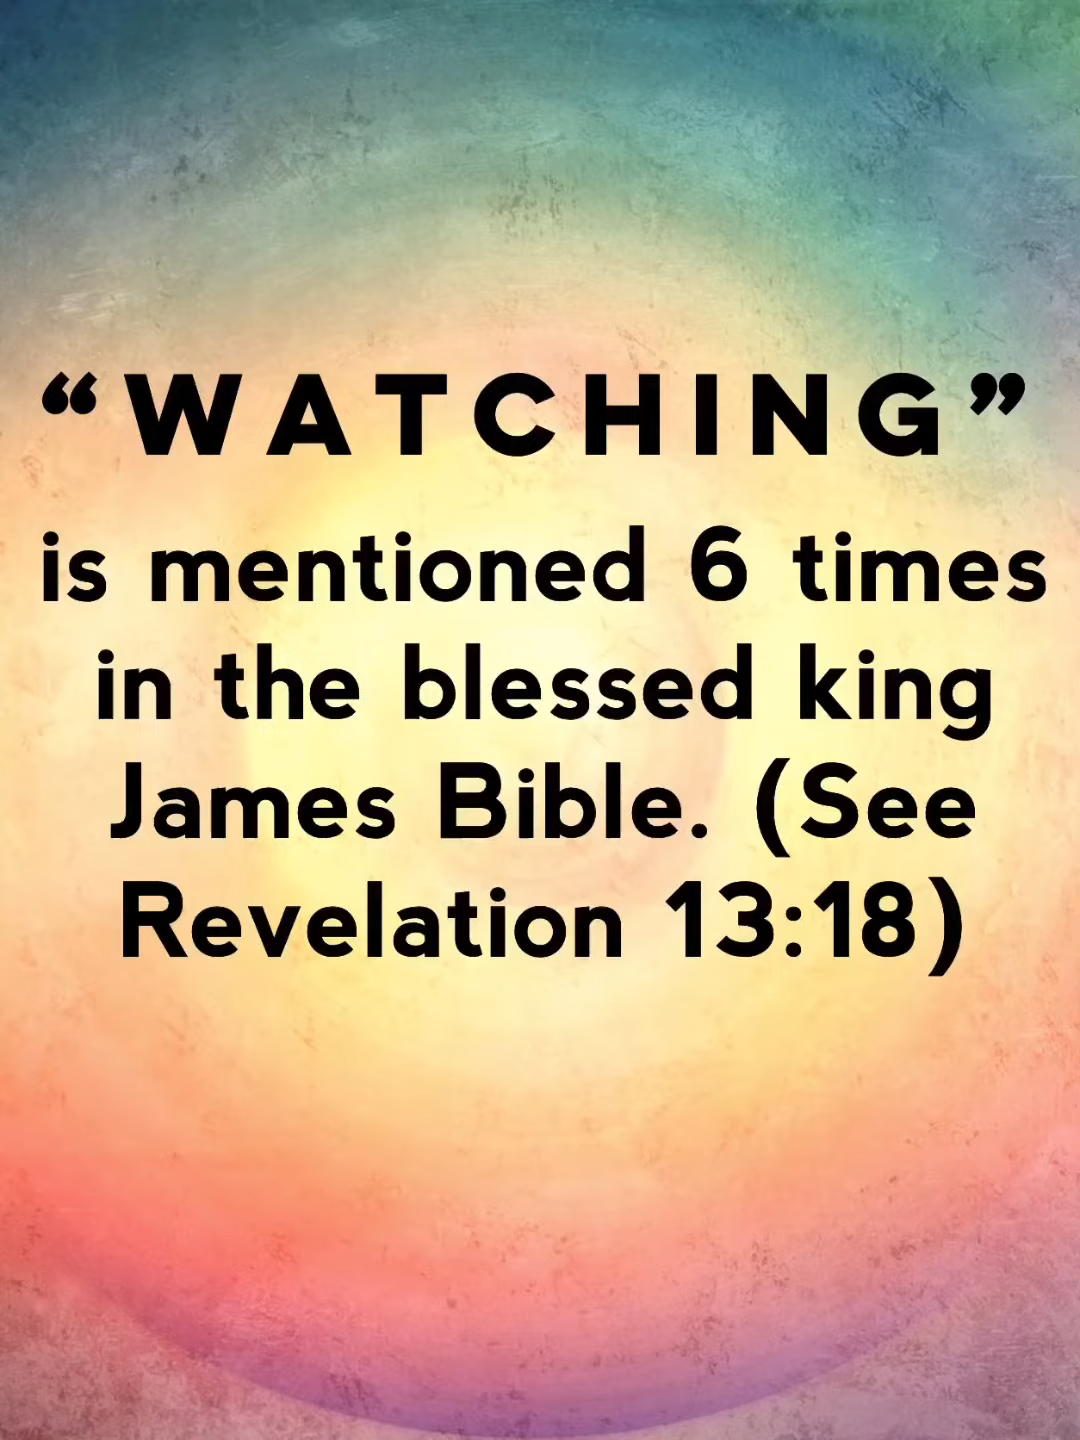 “WATCHING”
is mentioned 6 times
in the blessed king
James Bible. (See
Revelation 13:18)